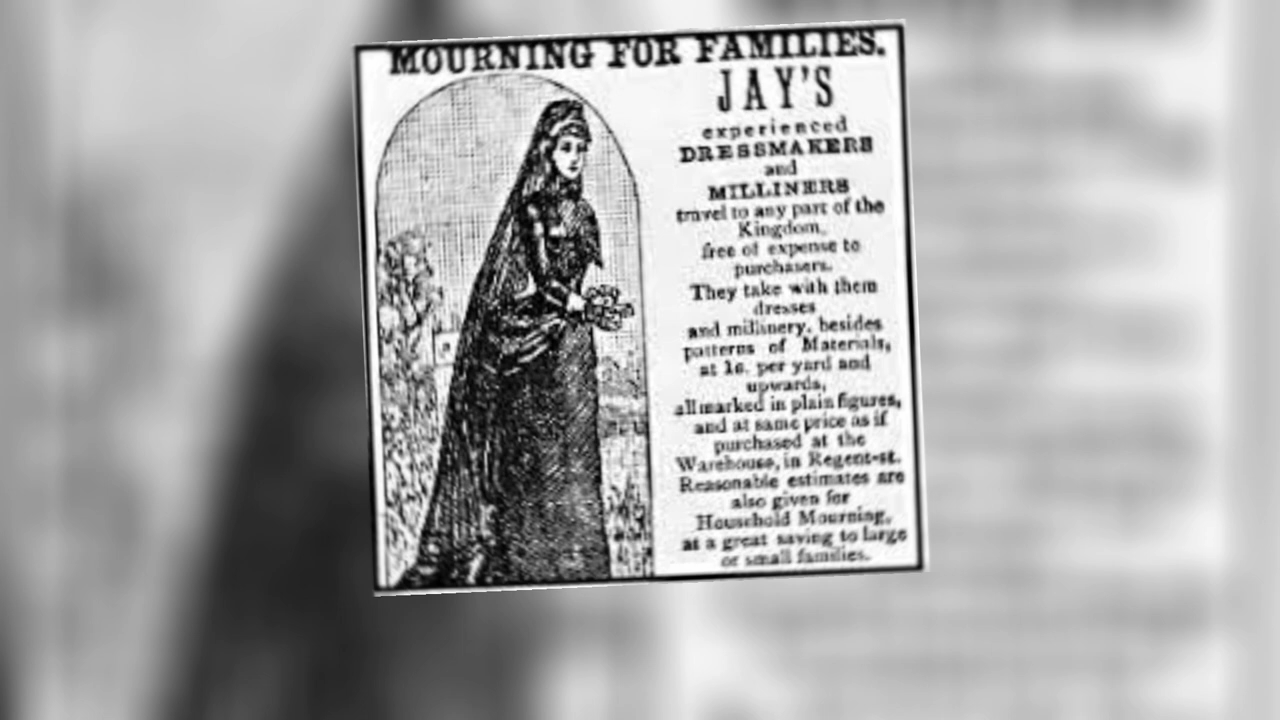 MOURNING FOR FAMILIES.
JAY'S
experienced
DRESSMAKERS
and
MILLINERS
travel to any part of the
Kingdom,
free of expense to
purchasers.
They take with them
dresses
and millinery, besides
patterns of Materials,
at 1s. per yard and
upwards,
all marked in plain figures,
and at same price as if
purchased at the
Warehouse, in Regent-st.
Reasonable estimates are
also given for
Household Mourning,
at a great saving to large
or small families.